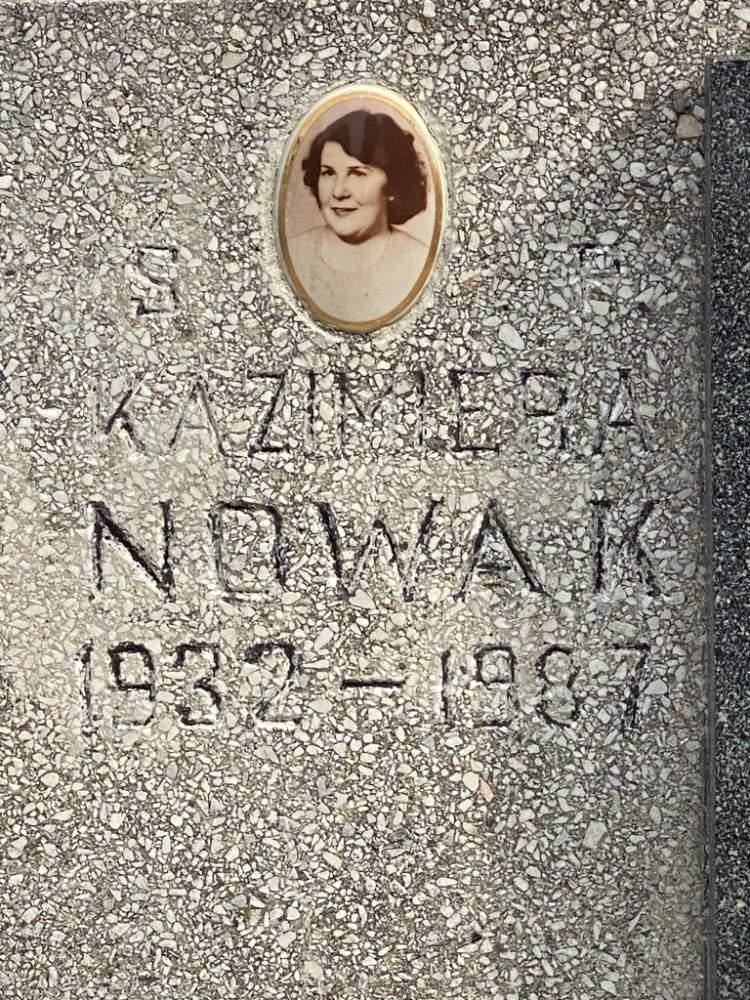 S P
KAZIMIERA
NOWAK
1932-1987